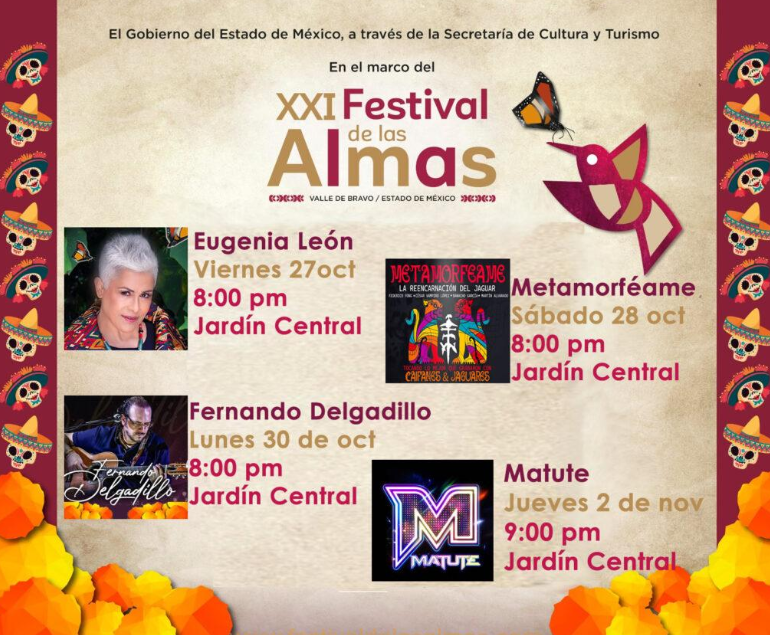 El Gobierno del Estado de México, a través de la Secretaría de Cultura y Turismo
En el marco del
XXI Festival
de las
Almas
VALLE DE BRAVO / ESTADO DE MÉXICO
Eugenia León
Viernes 27oct
8:00 pm
Jardín Central
METAMORFÉAME
LA REENCARNACIÓN DEL JAGUAR
CAIFANES & JAGUARES
Metamorféame
Sábado 28 oct
8:00 pm
Jardín Central
Fernando
Delgadillo
Fernando Delgadillo
Lunes 30 de oct
8:00 pm
Jardín Central
M
MATUTE
Matute
Jueves 2 de nov
9:00 pm
Jardín Central